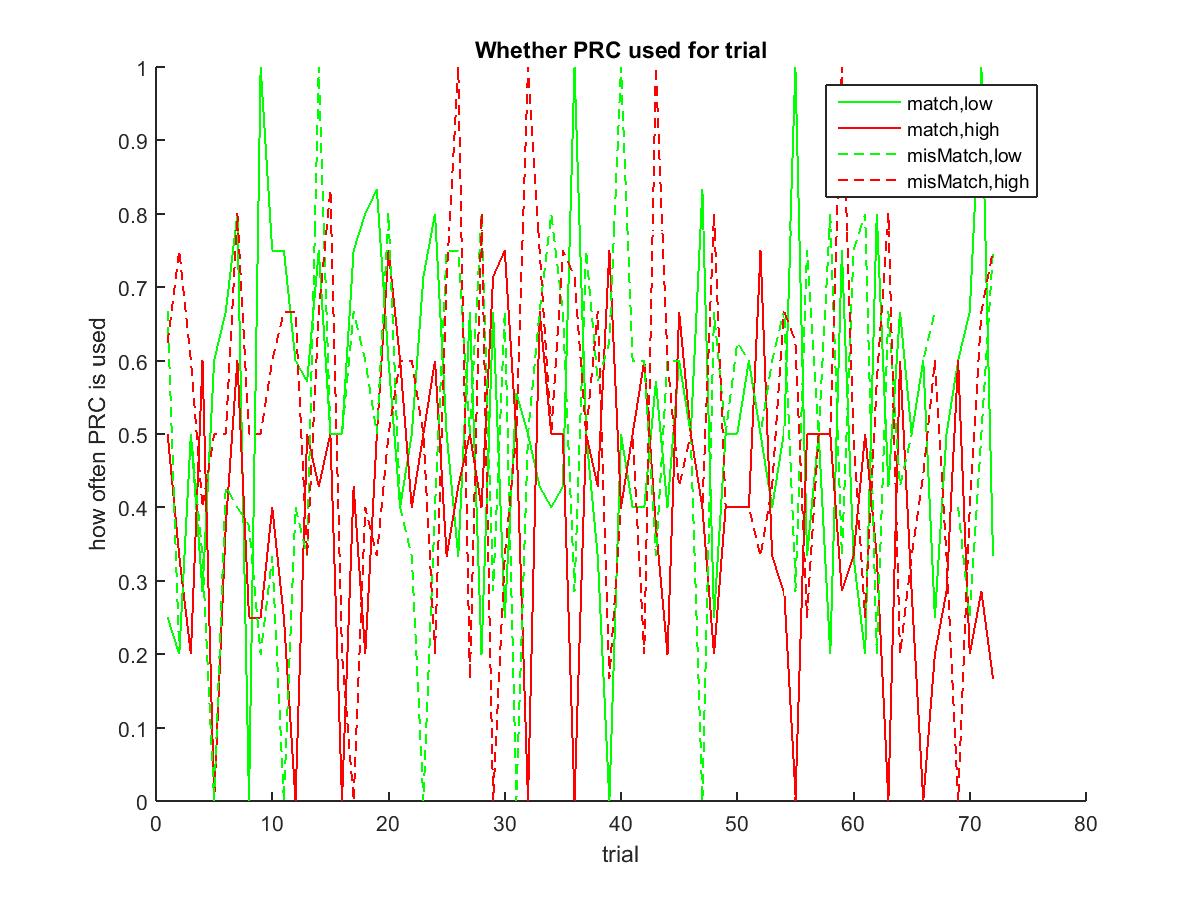 Whether PRC used for trial
match,low
match,high
misMatch,low
misMatch,high
how often PRC is used
1
0.9
0.8
0.7
0.6
0.5
0.4
0.3
0.2
0.1
0
0 10 20 30 40 50 60 70 80
trial